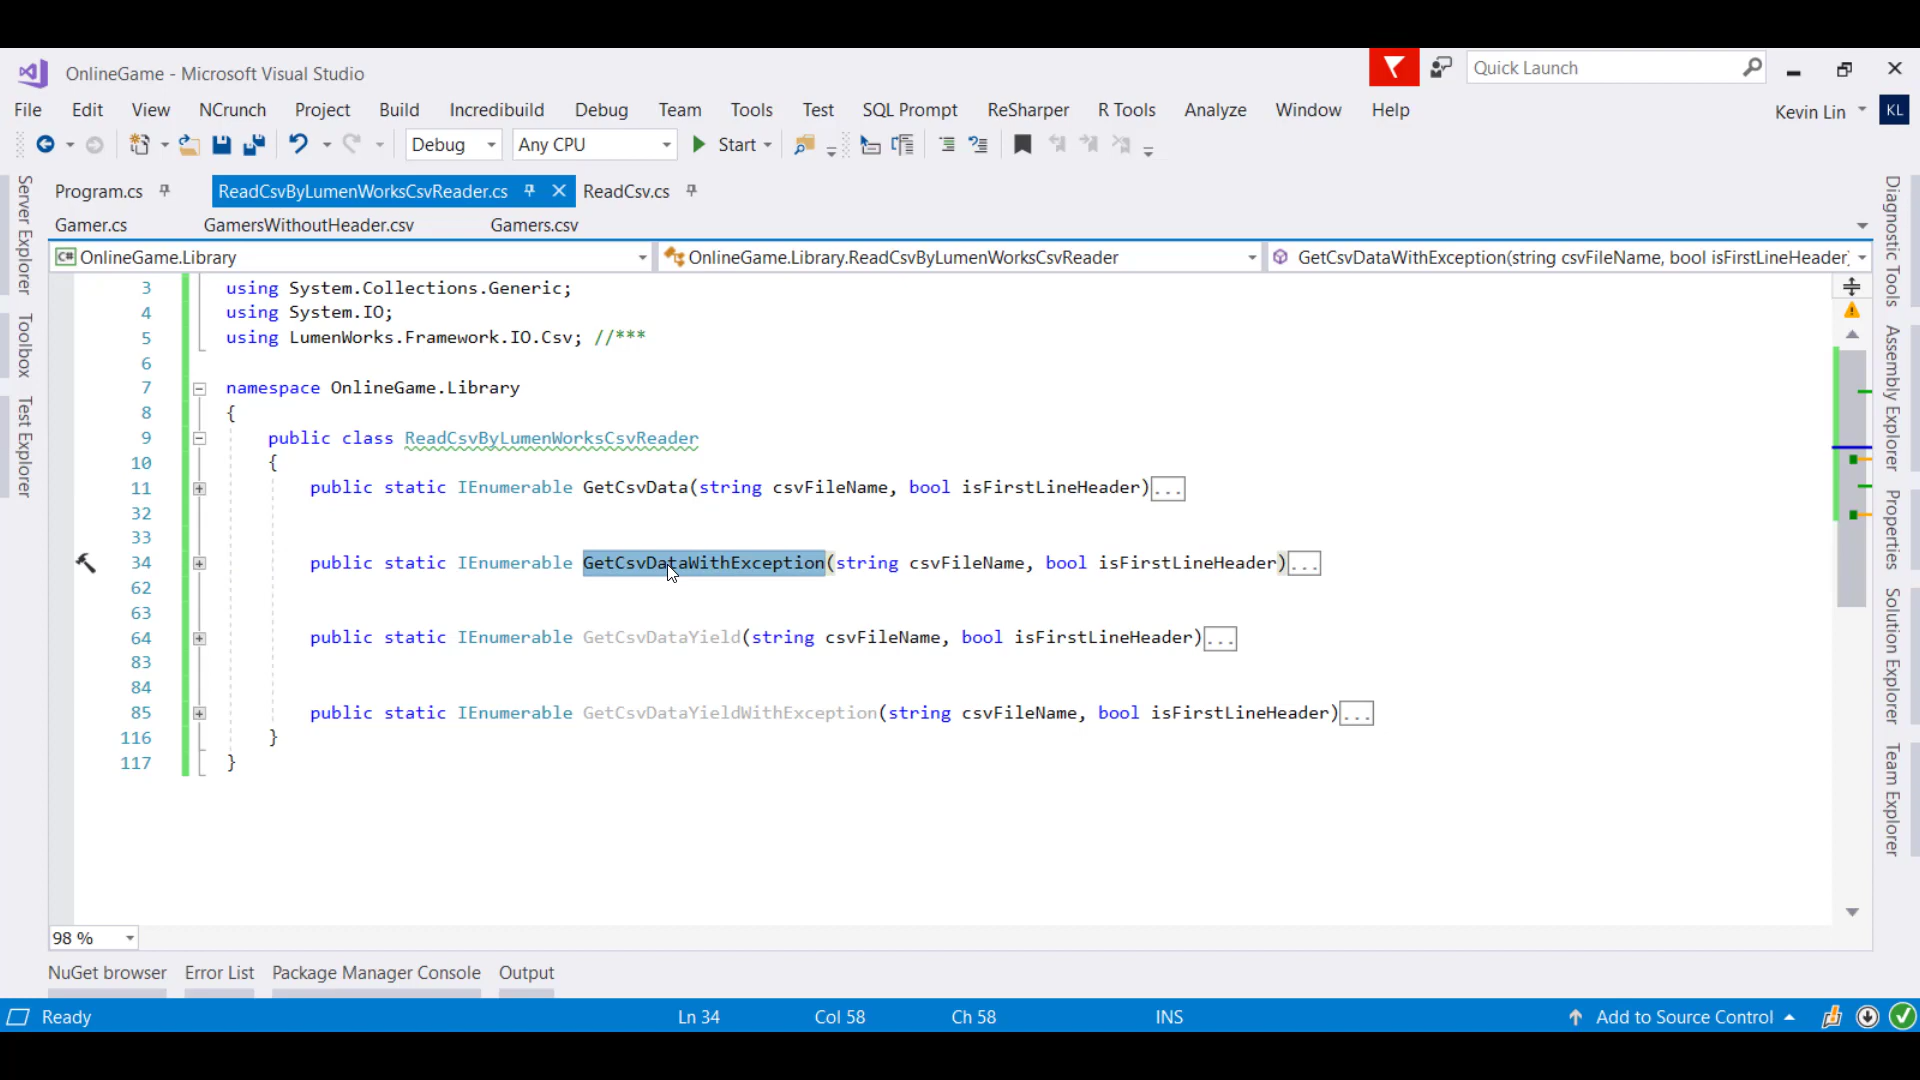 OnlineGame - Microsoft Visual Studio
Quick Launch
File Edit View NCrunch Project Build Incredibuild Debug Team Tools Test SQL Prompt ReSharper R Tools Analyze Window Help
Kevin Lin KL
Debug Any CPU Start
Program.cs ReadCsvByLumenWorksCsvReader.cs ReadCsv.cs
Gamer.cs GamersWithoutHeader.csv Gamers.csv
C# OnlineGame.Library OnlineGame.Library.ReadCsvByLumenWorksCsvReader GetCsvDataWithException(string csvFileName, bool isFirstLineHeader)
3 using System.Collections.Generic;
4 using System.IO;
5 using LumenWorks.Framework.IO.Csv; //***
6
7 namespace OnlineGame.Library
8 {
9 public class ReadCsvByLumenWorksCsvReader
10 {
11 public static IEnumerable GetCsvData(string csvFileName, bool isFirstLineHeader)...
32
33
34 public static IEnumerable GetCsvDataWithException(string csvFileName, bool isFirstLineHeader)...
62
63
64 public static IEnumerable GetCsvDataYield(string csvFileName, bool isFirstLineHeader)...
83
84
85 public static IEnumerable GetCsvDataYieldWithException(string csvFileName, bool isFirstLineHeader)...
116 }
117 }
Server Explorer
Toolbox
Test Explorer
Diagnostic Tools
Assembly Explorer
Properties
Solution Explorer
Team Explorer
98 %
NuGet browser Error List Package Manager Console Output
Ready Ln 34 Col 58 Ch 58 INS Add to Source Control